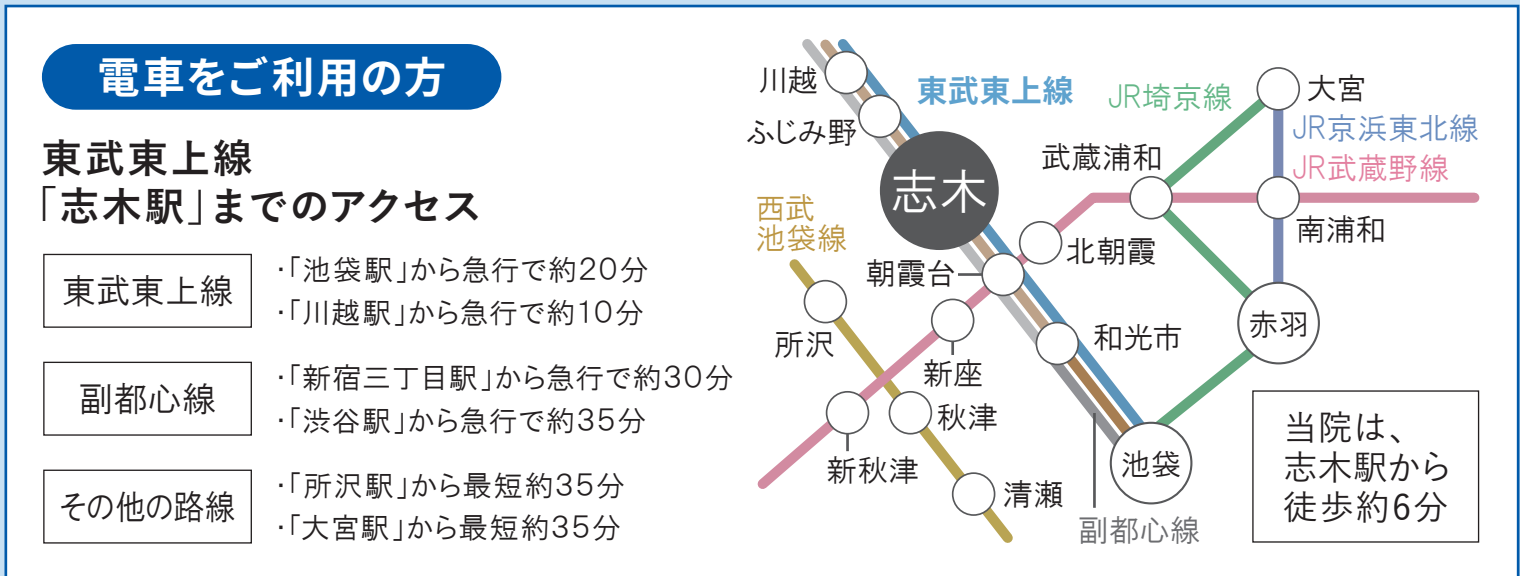 電車をご利用の方
東武東上線
「志木駅」までのアクセス
東武東上線
・「池袋駅」から急行で約20分
・「川越駅」から急行で約10分
副都心線
・「新宿三丁目駅」から急行で約30分
・「渋谷駅」から急行で約35分
その他の路線
・「所沢駅」から最短約35分
・「大宮駅」から最短約35分
川越
ふじみ野
東武東上線
JR埼京線
大宮
JR京浜東北線
JR武蔵野線
武蔵浦和
志木
西武
池袋線
南浦和
北朝霞
朝霞台
所沢
和光市
赤羽
新座
秋津
新秋津
池袋
清瀬
副都心線
当院は、
志木駅から
徒歩約6分